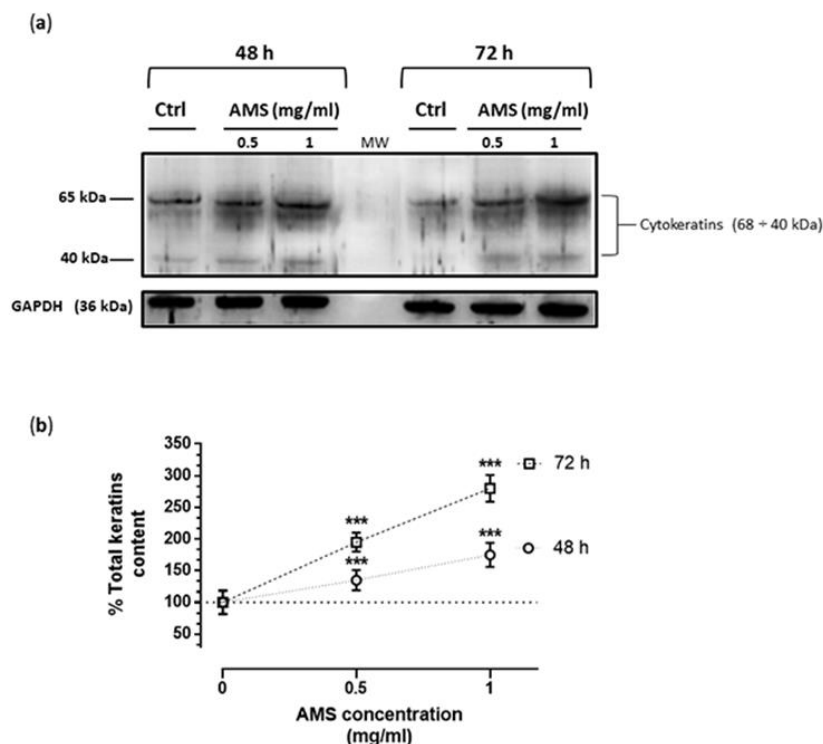 (a)
48 h 72 h
Ctrl AMS (mg/ml) Ctrl AMS (mg/ml)
0.5 1 MW 0.5 1
65 kDa
Cytokeratins (68 ÷ 40 kDa)
40 kDa
GAPDH (36 kDa)
(b)
350
300
250
200
150
100
50
% Total keratins
content
*** 72 h
***
*** 48 h
***
0 0.5 1
AMS concentration
(mg/ml)